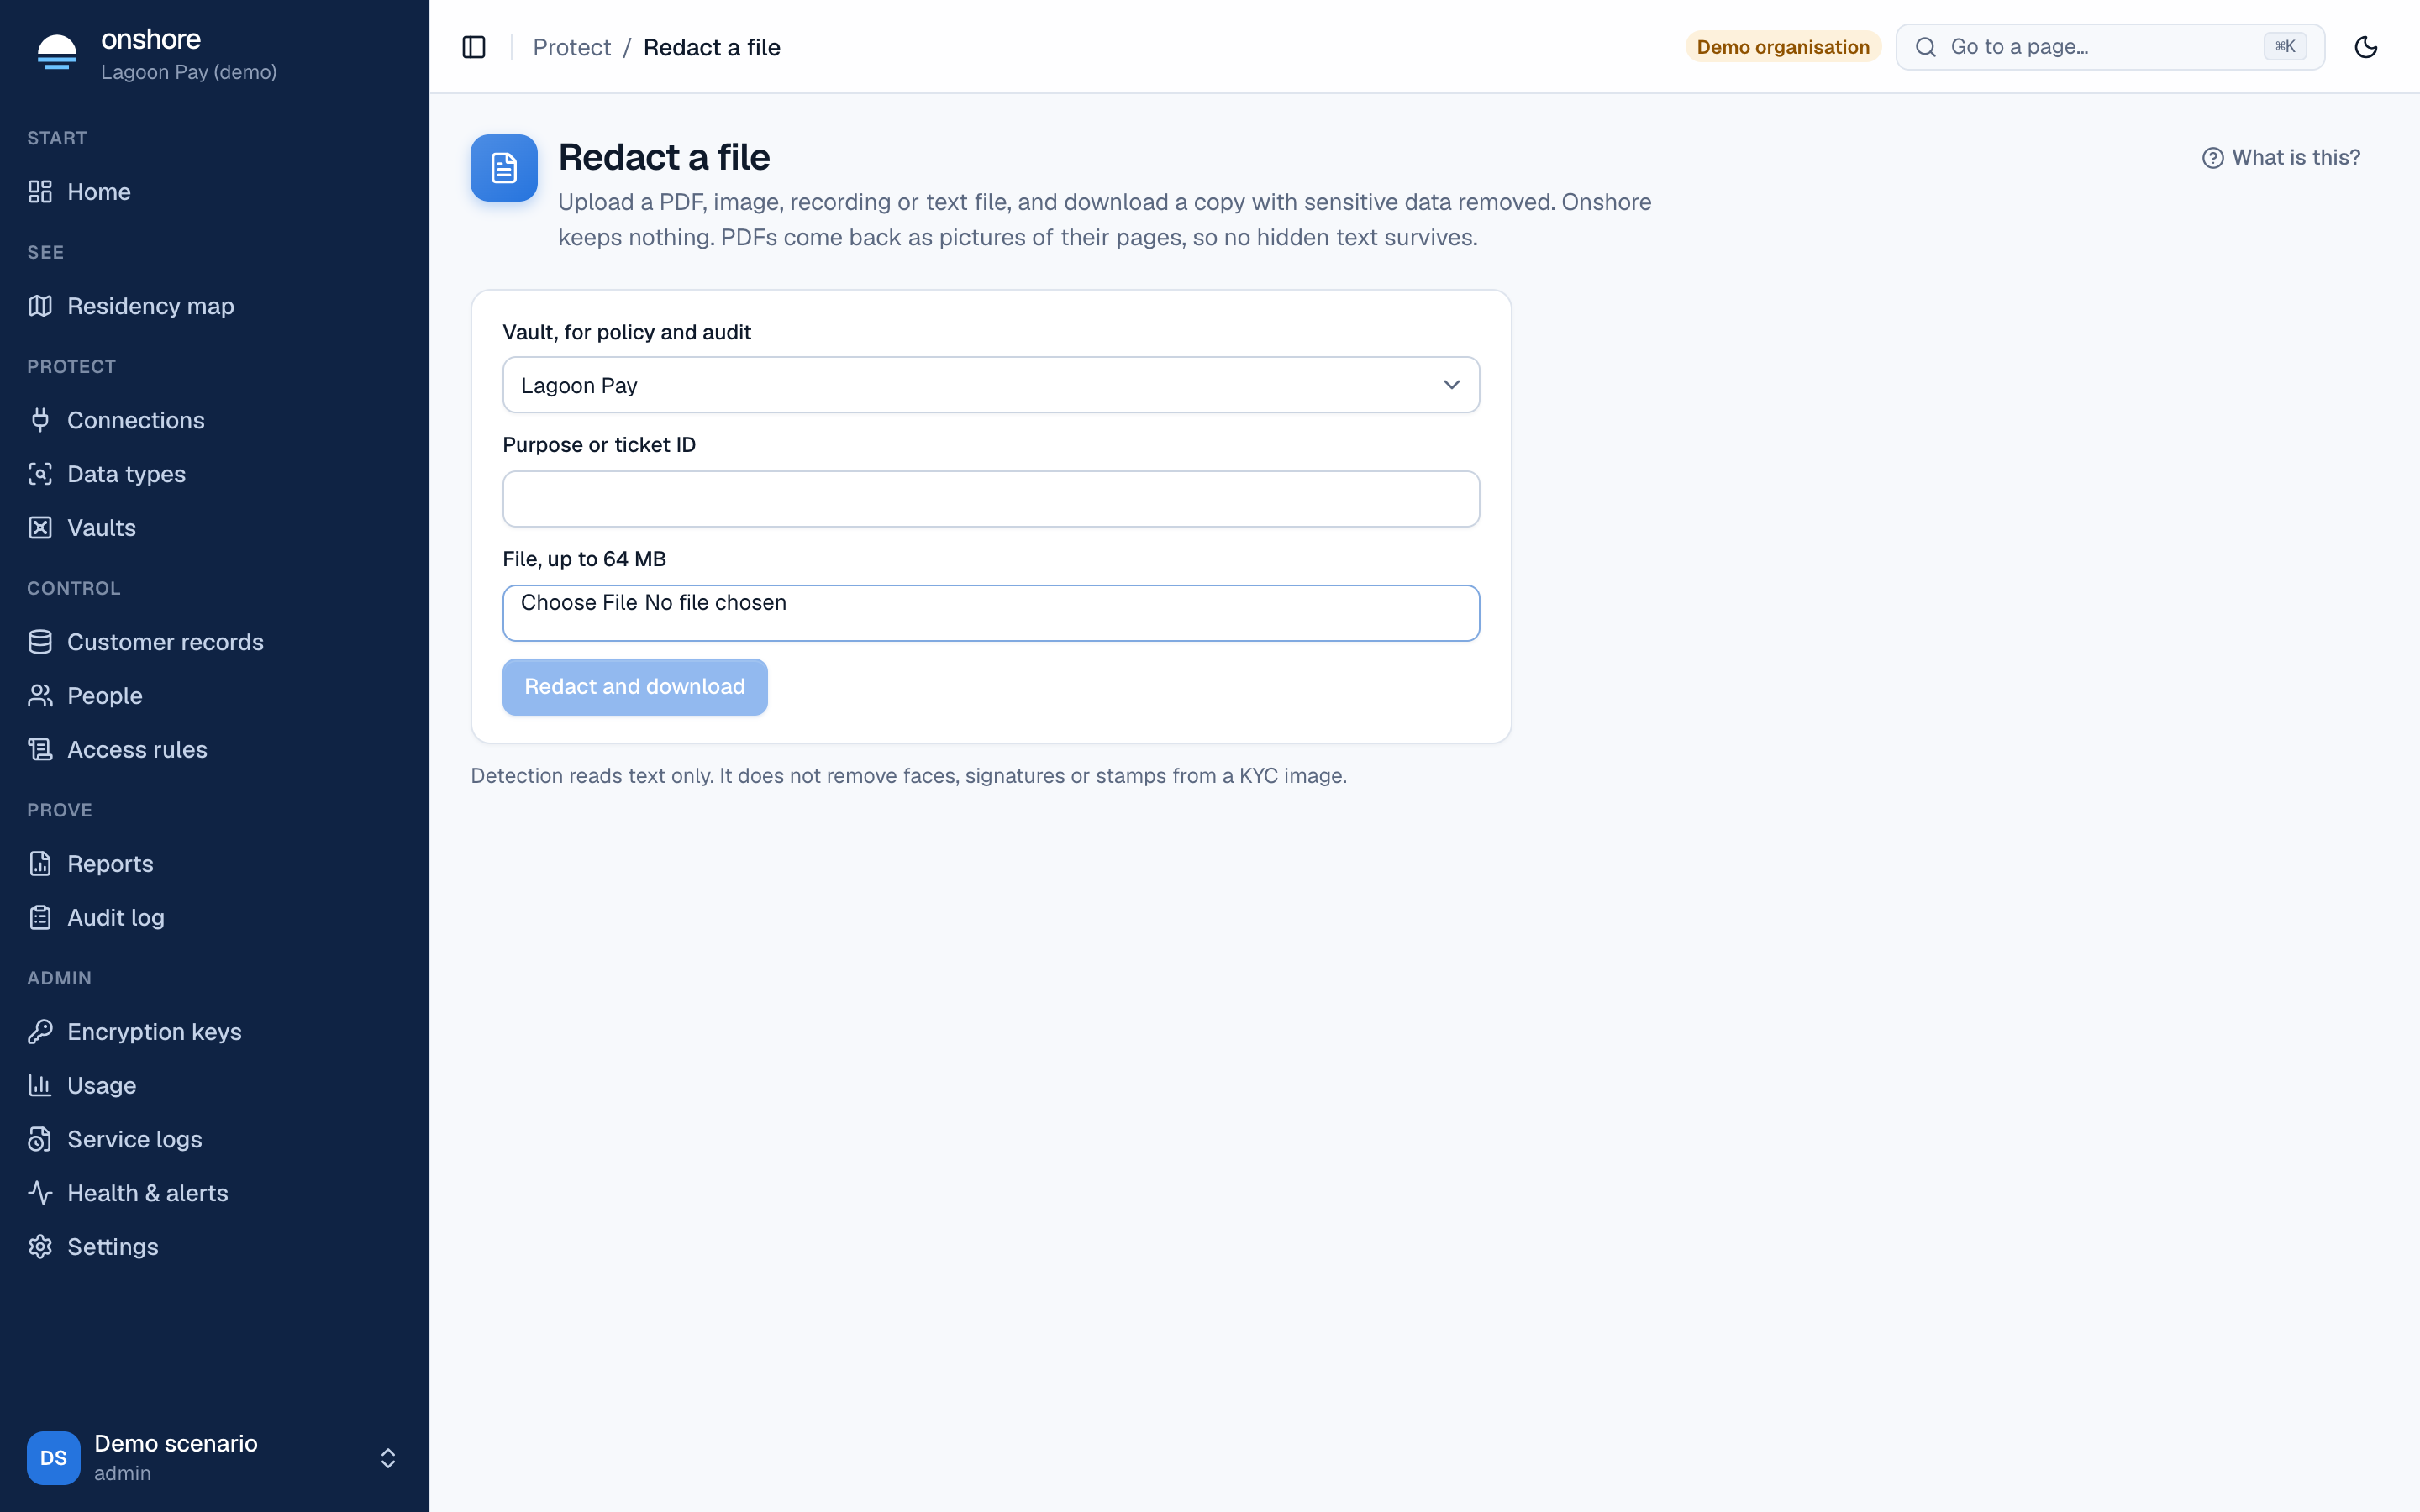 onshore
Lagoon Pay (demo)
START
Home
SEE
Residency map
PROTECT
Connections
Data types
Vaults
CONTROL
Customer records
People
Access rules
PROVE
Reports
Audit log
ADMIN
Encryption keys
Usage
Service logs
Health & alerts
Settings
DS
Demo scenario
admin
Protect / Redact a file
Demo organisation
Go to a page...
⌘K
Redact a file
What is this?
Upload a PDF, image, recording or text file, and download a copy with sensitive data removed. Onshore
keeps nothing. PDFs come back as pictures of their pages, so no hidden text survives.
Vault, for policy and audit
Lagoon Pay
Purpose or ticket ID
File, up to 64 MB
Choose File No file chosen
Redact and download
Detection reads text only. It does not remove faces, signatures or stamps from a KYC image.